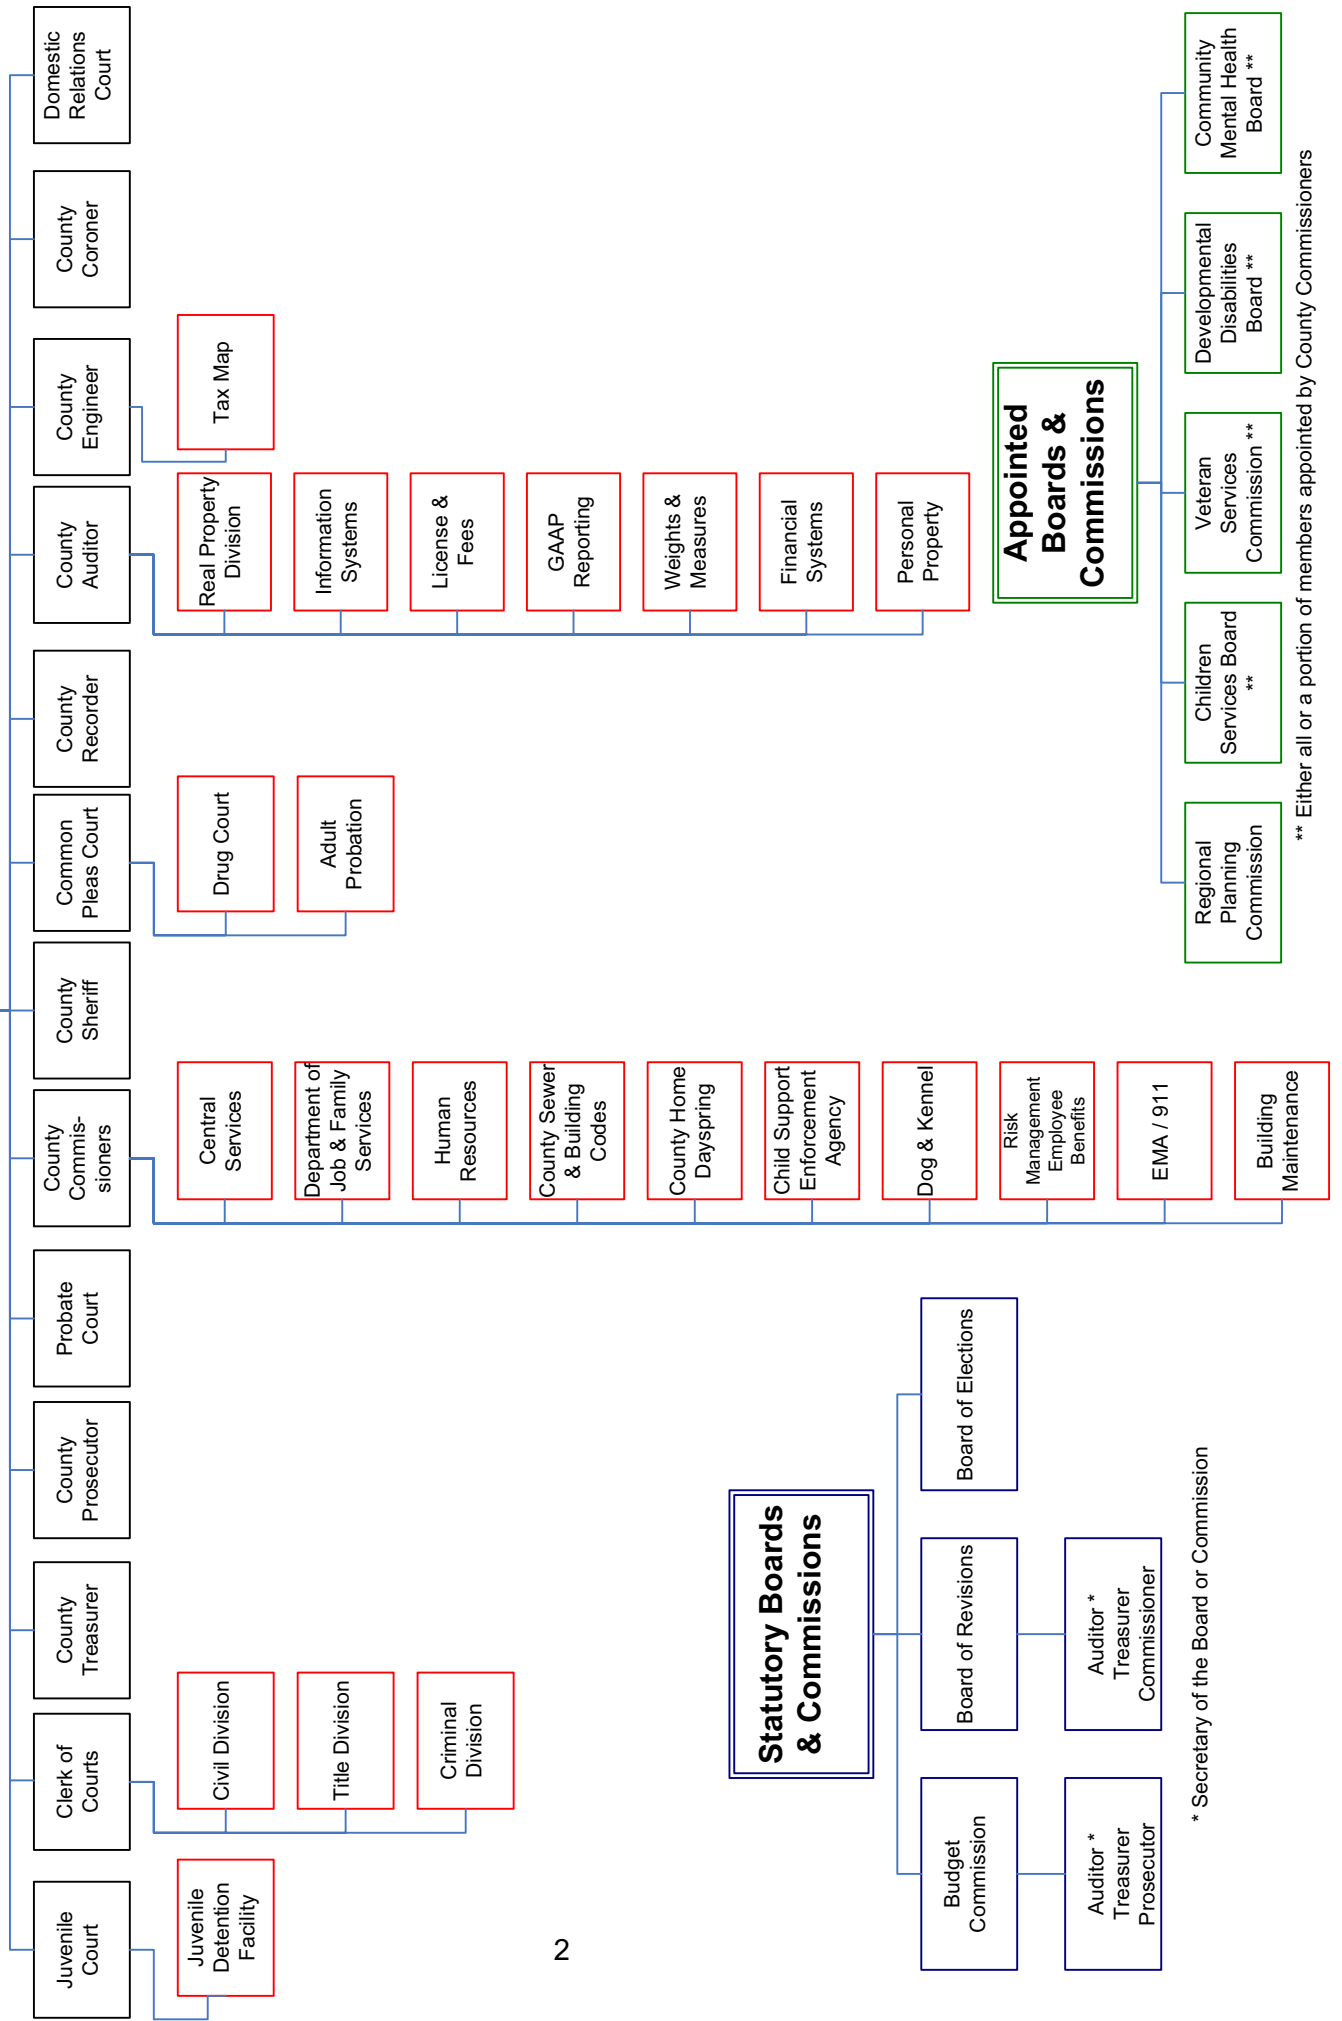 Juvenile
Court
Clerk of
Courts
County
Treasurer
County
Prosecutor
Probate
Court
County
Commis-
sioners
County
Sheriff
Common
Pleas Court
County
Recorder
County
Auditor
County
Engineer
County
Coroner
Domestic
Relations
Court
Juvenile
Detention
Facility
Civil Division
Title Division
Criminal
Division
Central
Services
Department of
Job & Family
Services
Human
Resources
County Sewer
& Building
Codes
County Home
Dayspring
Child Support
Enforcement
Agency
Dog & Kennel
Risk
Management
Employee
Benefits
EMA / 911
Building
Maintenance
Drug Court
Adult
Probation
Real Property
Division
Information
Systems
License &
Fees
GAAP
Reporting
Weights &
Measures
Financial
Systems
Personal
Property
Tax Map
Statutory Boards
& Commissions
Budget
Commission
Board of Revisions
Board of Elections
Auditor *
Treasurer
Prosecutor
Auditor *
Treasurer
Commissioner
* Secretary of the Board or Commission
Appointed
Boards &
Commissions
Regional
Planning
Commission
Children
Services Board
**
Veteran
Services
Commission **
Developmental
Disabilities
Board **
Community
Mental Health
Board **
** Either all or a portion of members appointed by County Commissioners
2